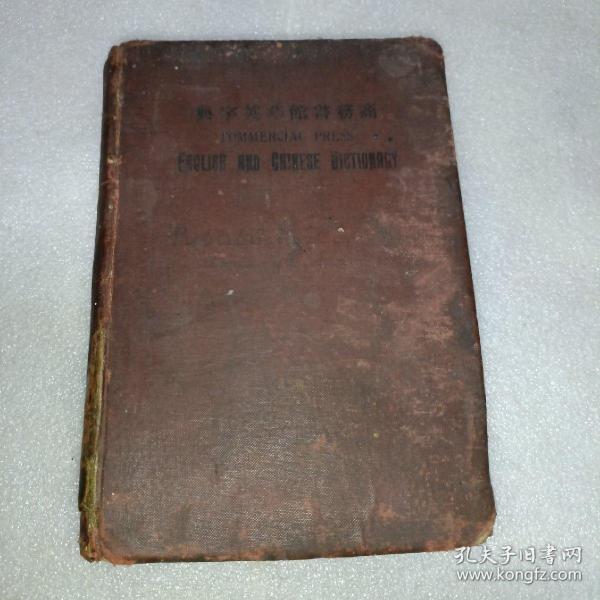 典字英華館書務商
COMMERCIAL PRESS
ENGLISH AND CHINESE DICTIONARY
孔夫子旧书网
www.kongfz.com